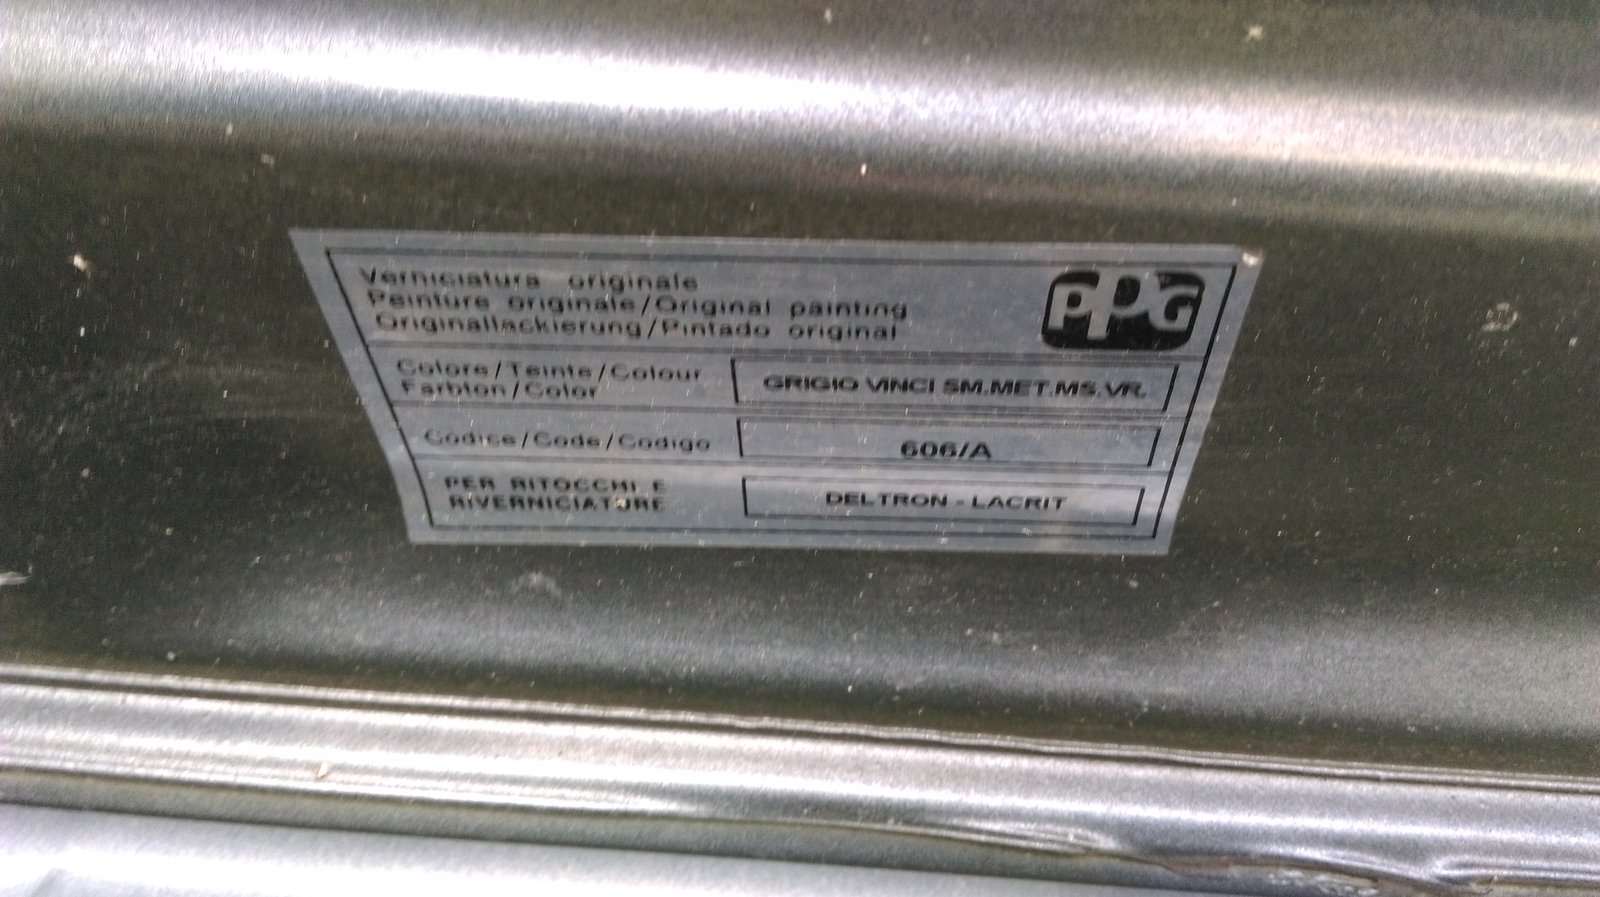 Verniciatura originale
Peinture originale/Original painting
Originallackierung/Pintado original
PPG
Colore/Teinte/Colour
Farbton/Color
GRIGIO VINCI SM.MET.MS.VR.
Codice/Code/Codigo
606/A
PER RITOCCHI E
RIVERNICIATURE
DELTRON - LACRIT